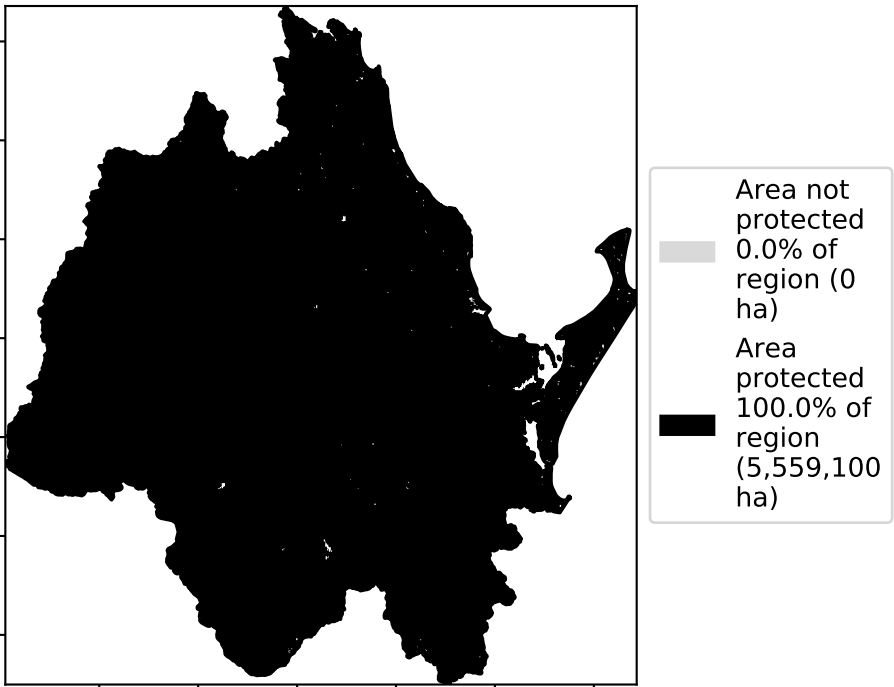 Area not
protected
0.0% of
region (0
ha)
Area
protected
100.0% of
region
(5,559,100
ha)